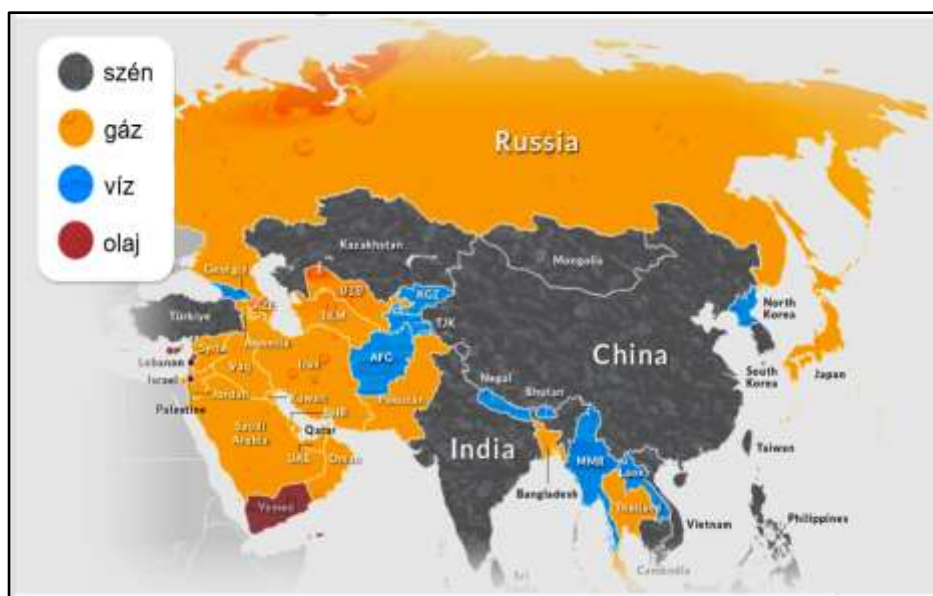 szén
gáz
víz
olaj
Russia
Kazakhstan
Mongolia
Georgia
UZB
KGZ
North
Korea
Türkiye
TKM
TJK
Armenia
Syria
China
Lebanon
Iraq
Iran
AFG
South
Korea
Japan
Israel
Nepal
Bhutan
Jordan
Kuwait
Pakistan
Palestine
BHR
Qatar
Saudi
Arabia
India
Taiwan
UAE
Oman
MMR
Laos
Bangladesh
Yemen
Thailand
Vietnam
Philippines
Cambodia
Sri